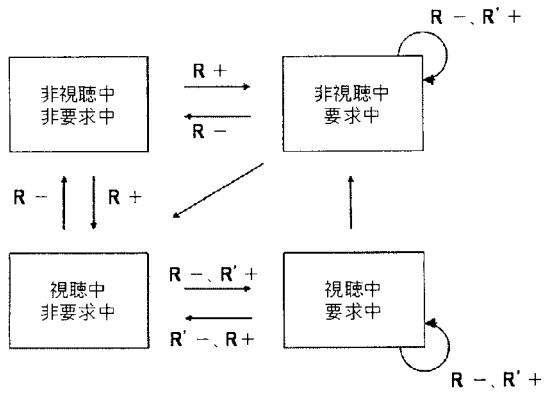 R －、R' ＋
非視聴中
非要求中
R ＋
R －
非視聴中
要求中
R －
R ＋
視聴中
非要求中
R －、R' ＋
R' －、R＋
視聴中
要求中
R －、R' ＋